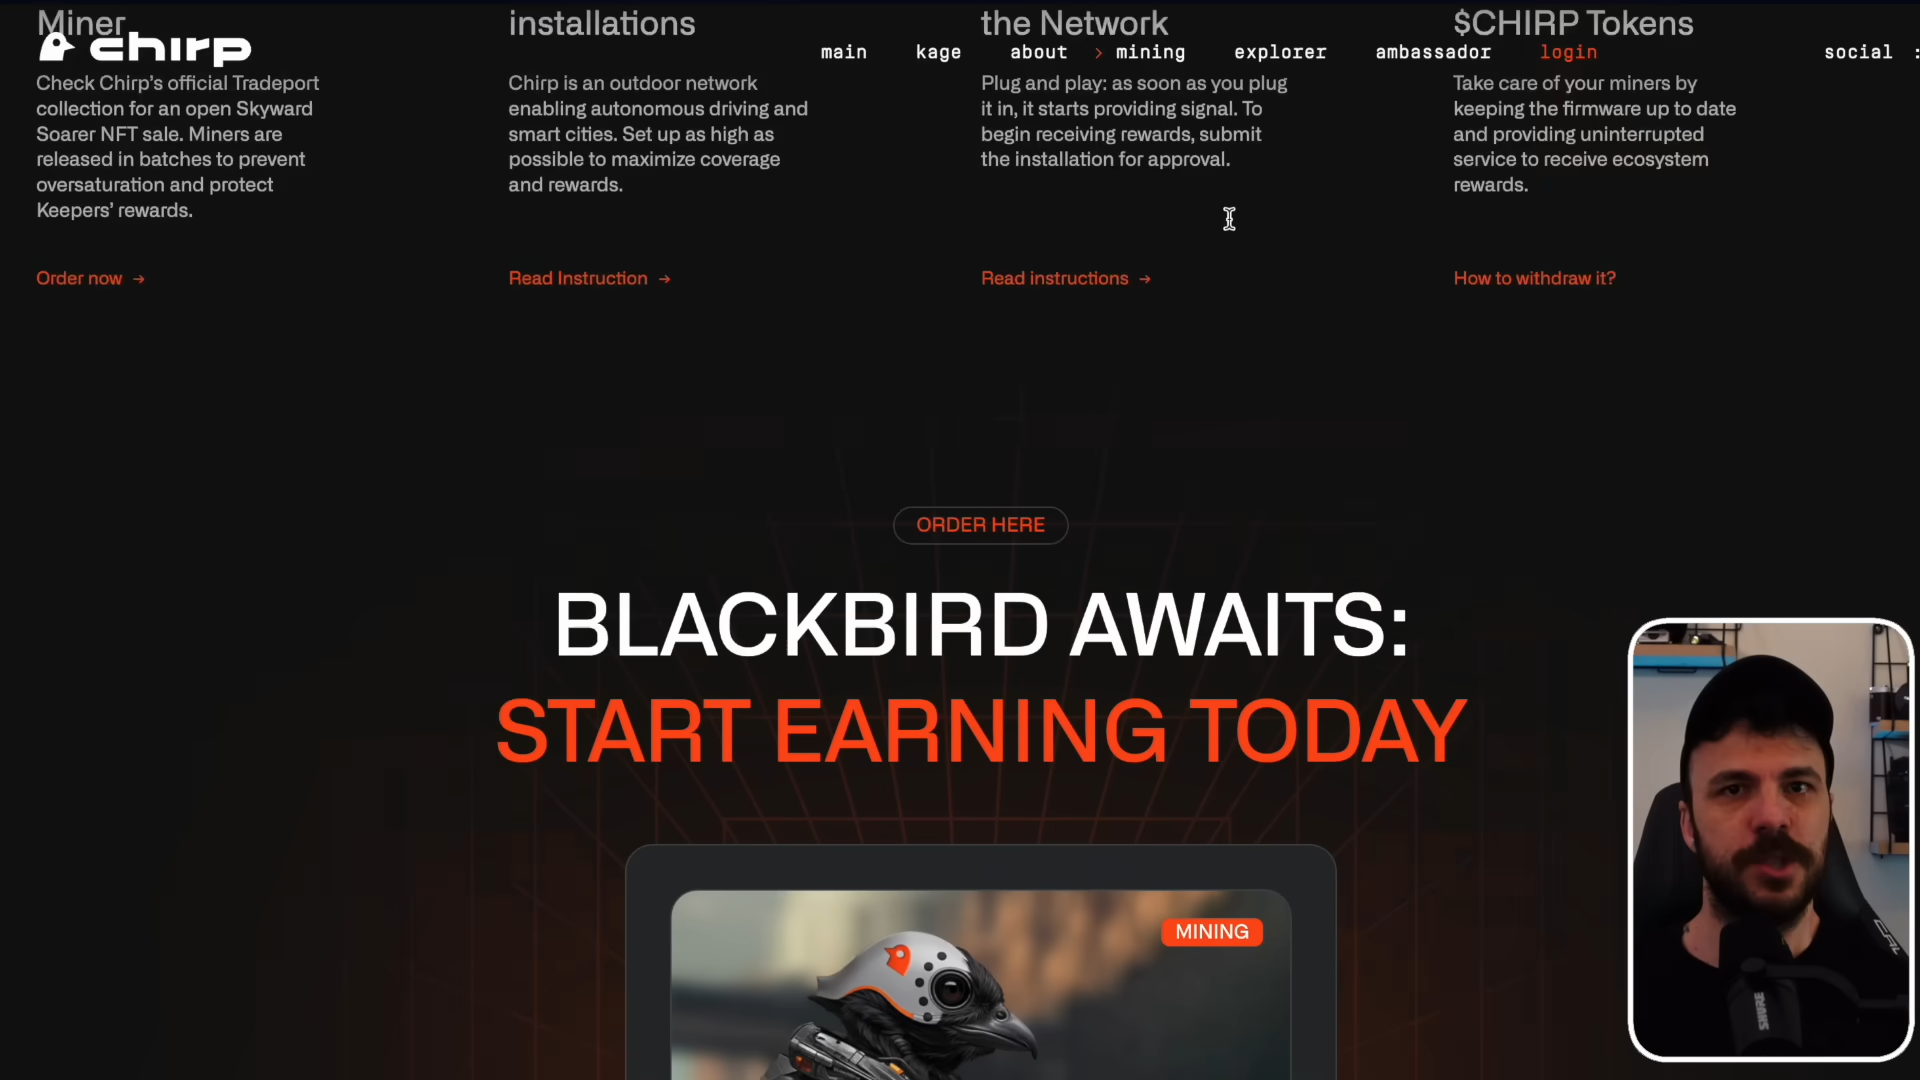 Miner
installations
the Network
$CHIRP Tokens
chirp
main kage about > mining explorer ambassador login social :
Check Chirp's official Tradeport
collection for an open Skyward
Soarer NFT sale. Miners are
released in batches to prevent
oversaturation and protect
Keepers' rewards.
Order now →
Chirp is an outdoor network
enabling autonomous driving and
smart cities. Set up as high as
possible to maximize coverage
and rewards.
Read Instruction →
Plug and play: as soon as you plug
it in, it starts providing signal. To
begin receiving rewards, submit
the installation for approval.
Read instructions →
Take care of your miners by
keeping the firmware up to date
and providing uninterrupted
service to receive ecosystem
rewards.
How to withdraw it?
ORDER HERE
BLACKBIRD AWAITS:
START EARNING TODAY
MINING
SHURE